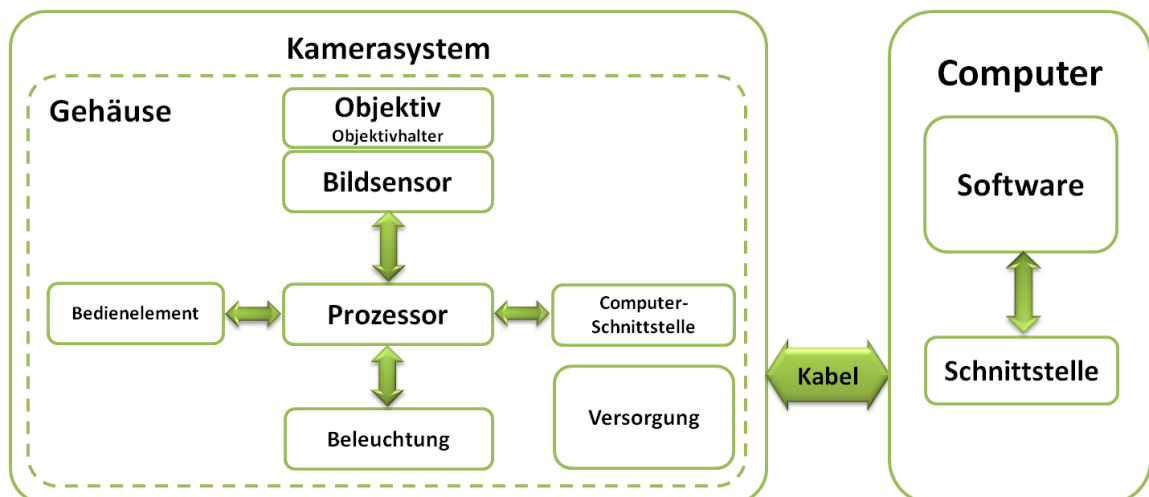 Kamerasystem
Gehäuse
Objektiv
Objektivhalter
Bildsensor
Bedienelement
Prozessor
Computer-
Schnittstelle
Beleuchtung
Versorgung
Kabel
Computer
Software
Schnittstelle